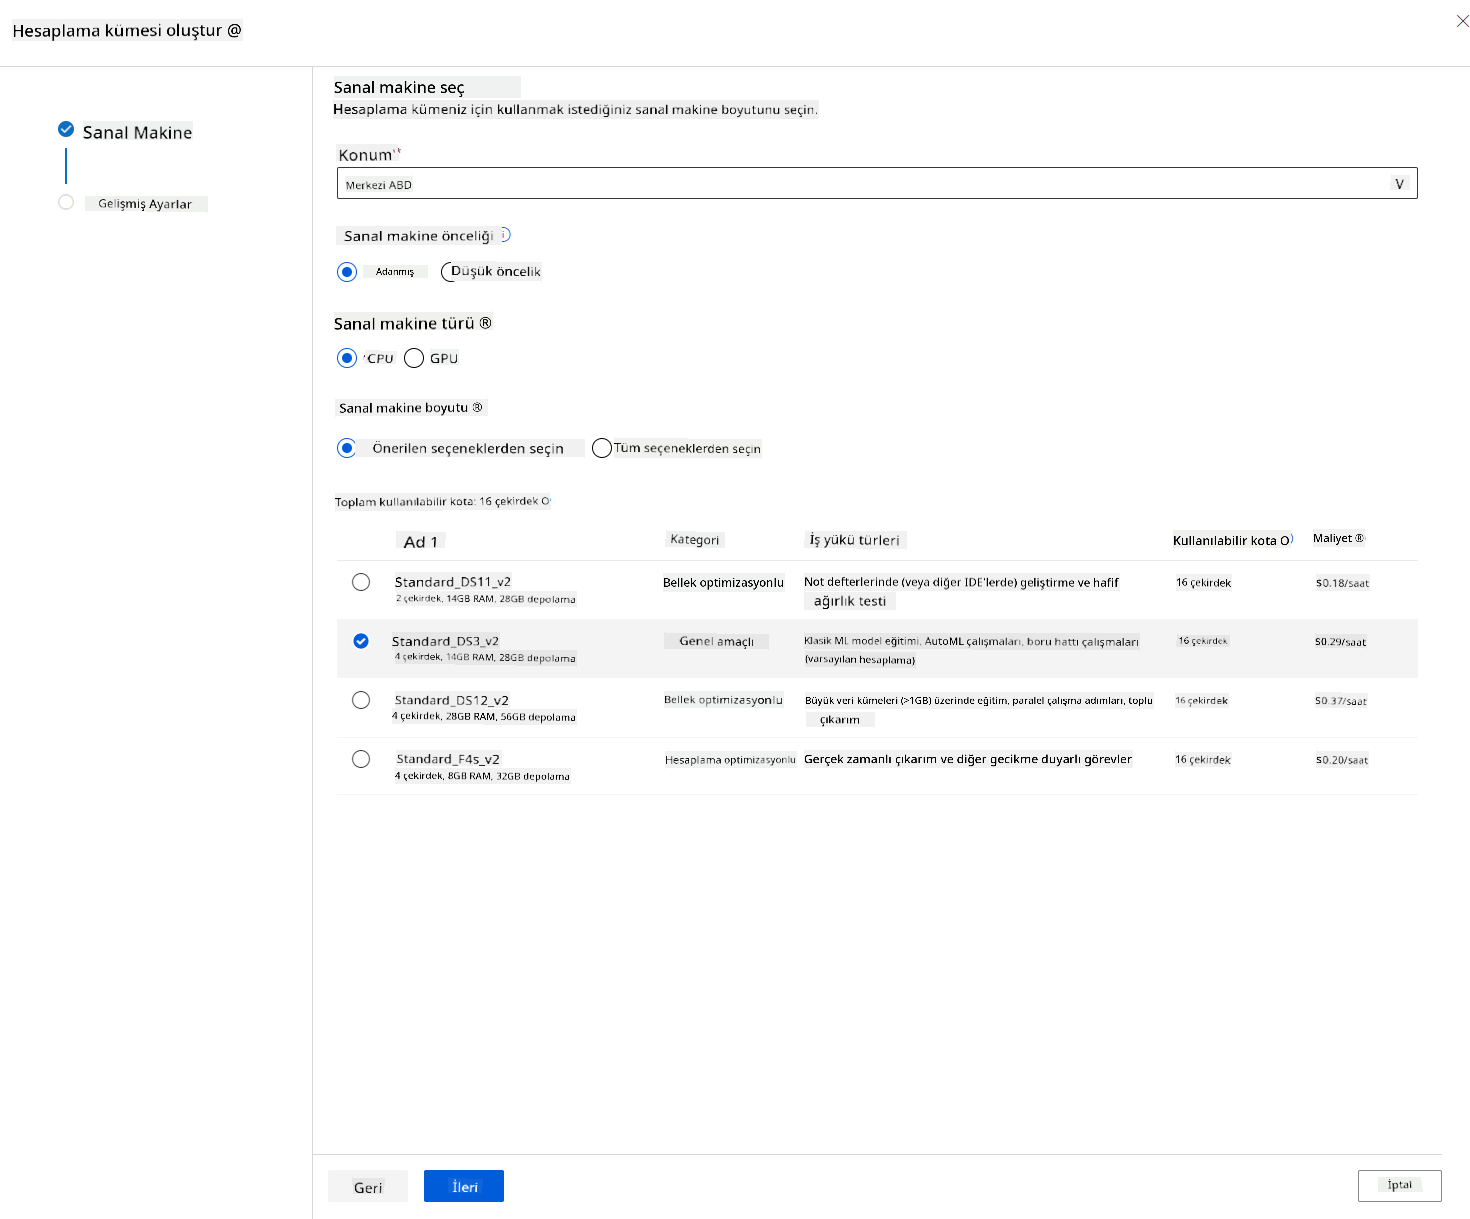 Hesaplama kümesi oluştur @
Sanal Makine
Gelişmiş Ayarlar
Sanal makine seç
Hesaplama kümeniz için kullanmak istediğiniz sanal makine boyutunu seçin.
Konum*
Merkezi ABD V
Sanal makine önceliği i
Adanmış Düşük öncelik
Sanal makine türü ®
CPU GPU
Sanal makine boyutu ®
Önerilen seçeneklerden seçin Tüm seçeneklerden seçin
Toplam kullanılabilir kota: 16 çekirdek O
Ad 1 Kategori İş yükü türleri Kullanılabilir kota O Maliyet ®
Standard_DS11_v2 Bellek optimizasyonlu Not defterlerinde (veya diğer IDE'lerde) geliştirme ve hafif 16 çekirdek $0.18/saat
2 çekirdek, 14GB RAM, 28GB depolama ağırlık testi
Standard_DS3_v2 Genel amaçlı Klasik ML model eğitimi, AutoML çalışmaları, boru hattı çalışmaları 16 çekirdek $0.29/saat
4 çekirdek, 14GB RAM, 28GB depolama (varsayılan hesaplama)
Standard_DS12_v2 Bellek optimizasyonlu Büyük veri kümeleri (>1GB) üzerinde eğitim, paralel çalışma adımları, toplu 16 çekirdek $0.37/saat
4 çekirdek, 28GB RAM, 56GB depolama çıkarım
Standard_F4s_v2 Hesaplama optimizasyonlu Gerçek zamanlı çıkarım ve diğer gecikme duyarlı görevler 16 çekirdek $0.20/saat
4 çekirdek, 8GB RAM, 32GB depolama
Geri İleri İptal